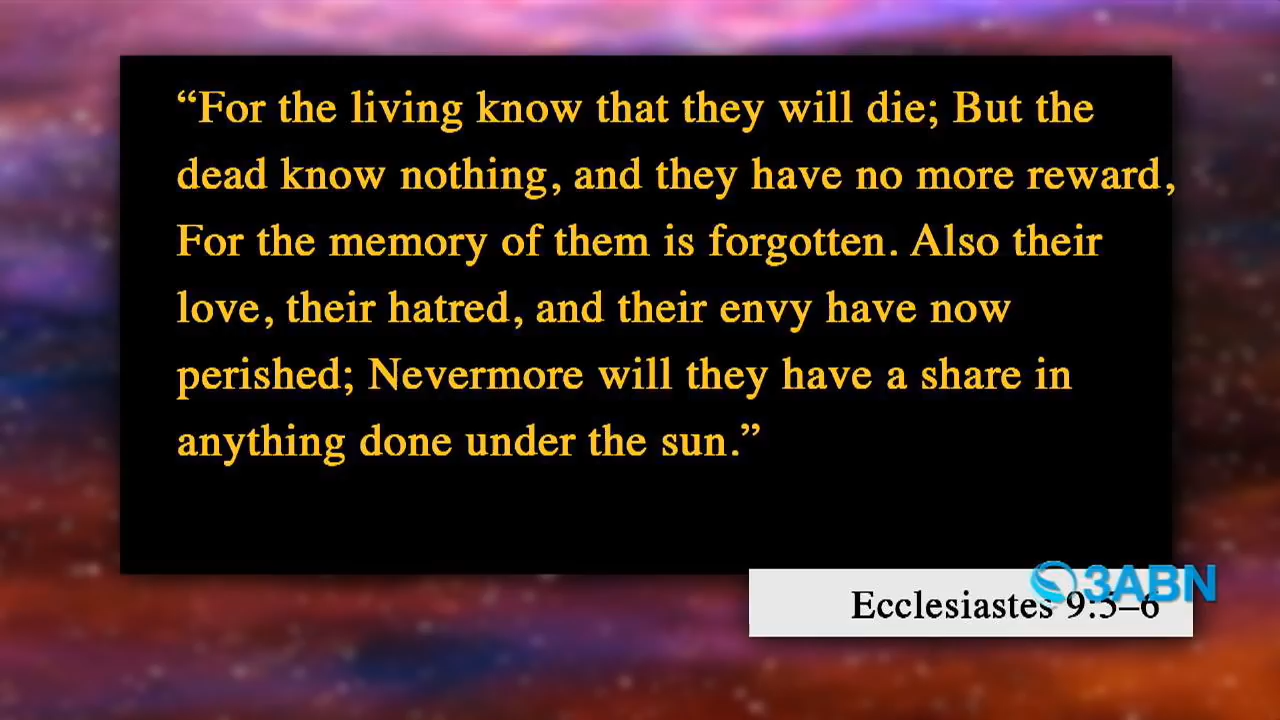 “For the living know that they will die; But the
dead know nothing, and they have no more reward,
For the memory of them is forgotten. Also their
love, their hatred, and their envy have now
perished; Nevermore will they have a share in
anything done under the sun.”
3ABN
Ecclesiastes 9:5–6